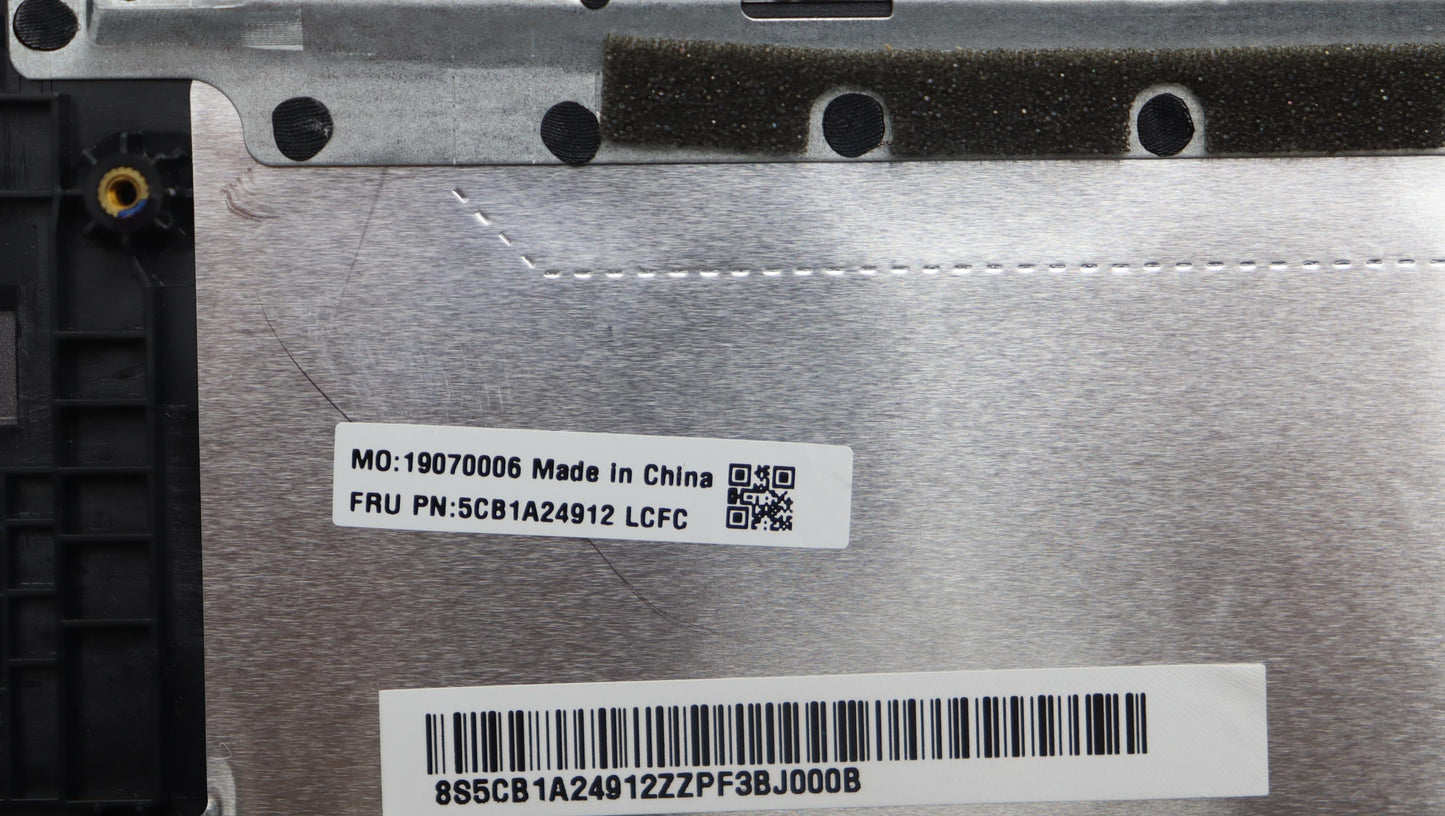 MO:19070006 Made in China
FRU PN:5CB1A24912 LCFC
8S5CB1A24912ZZPF3BJ000B